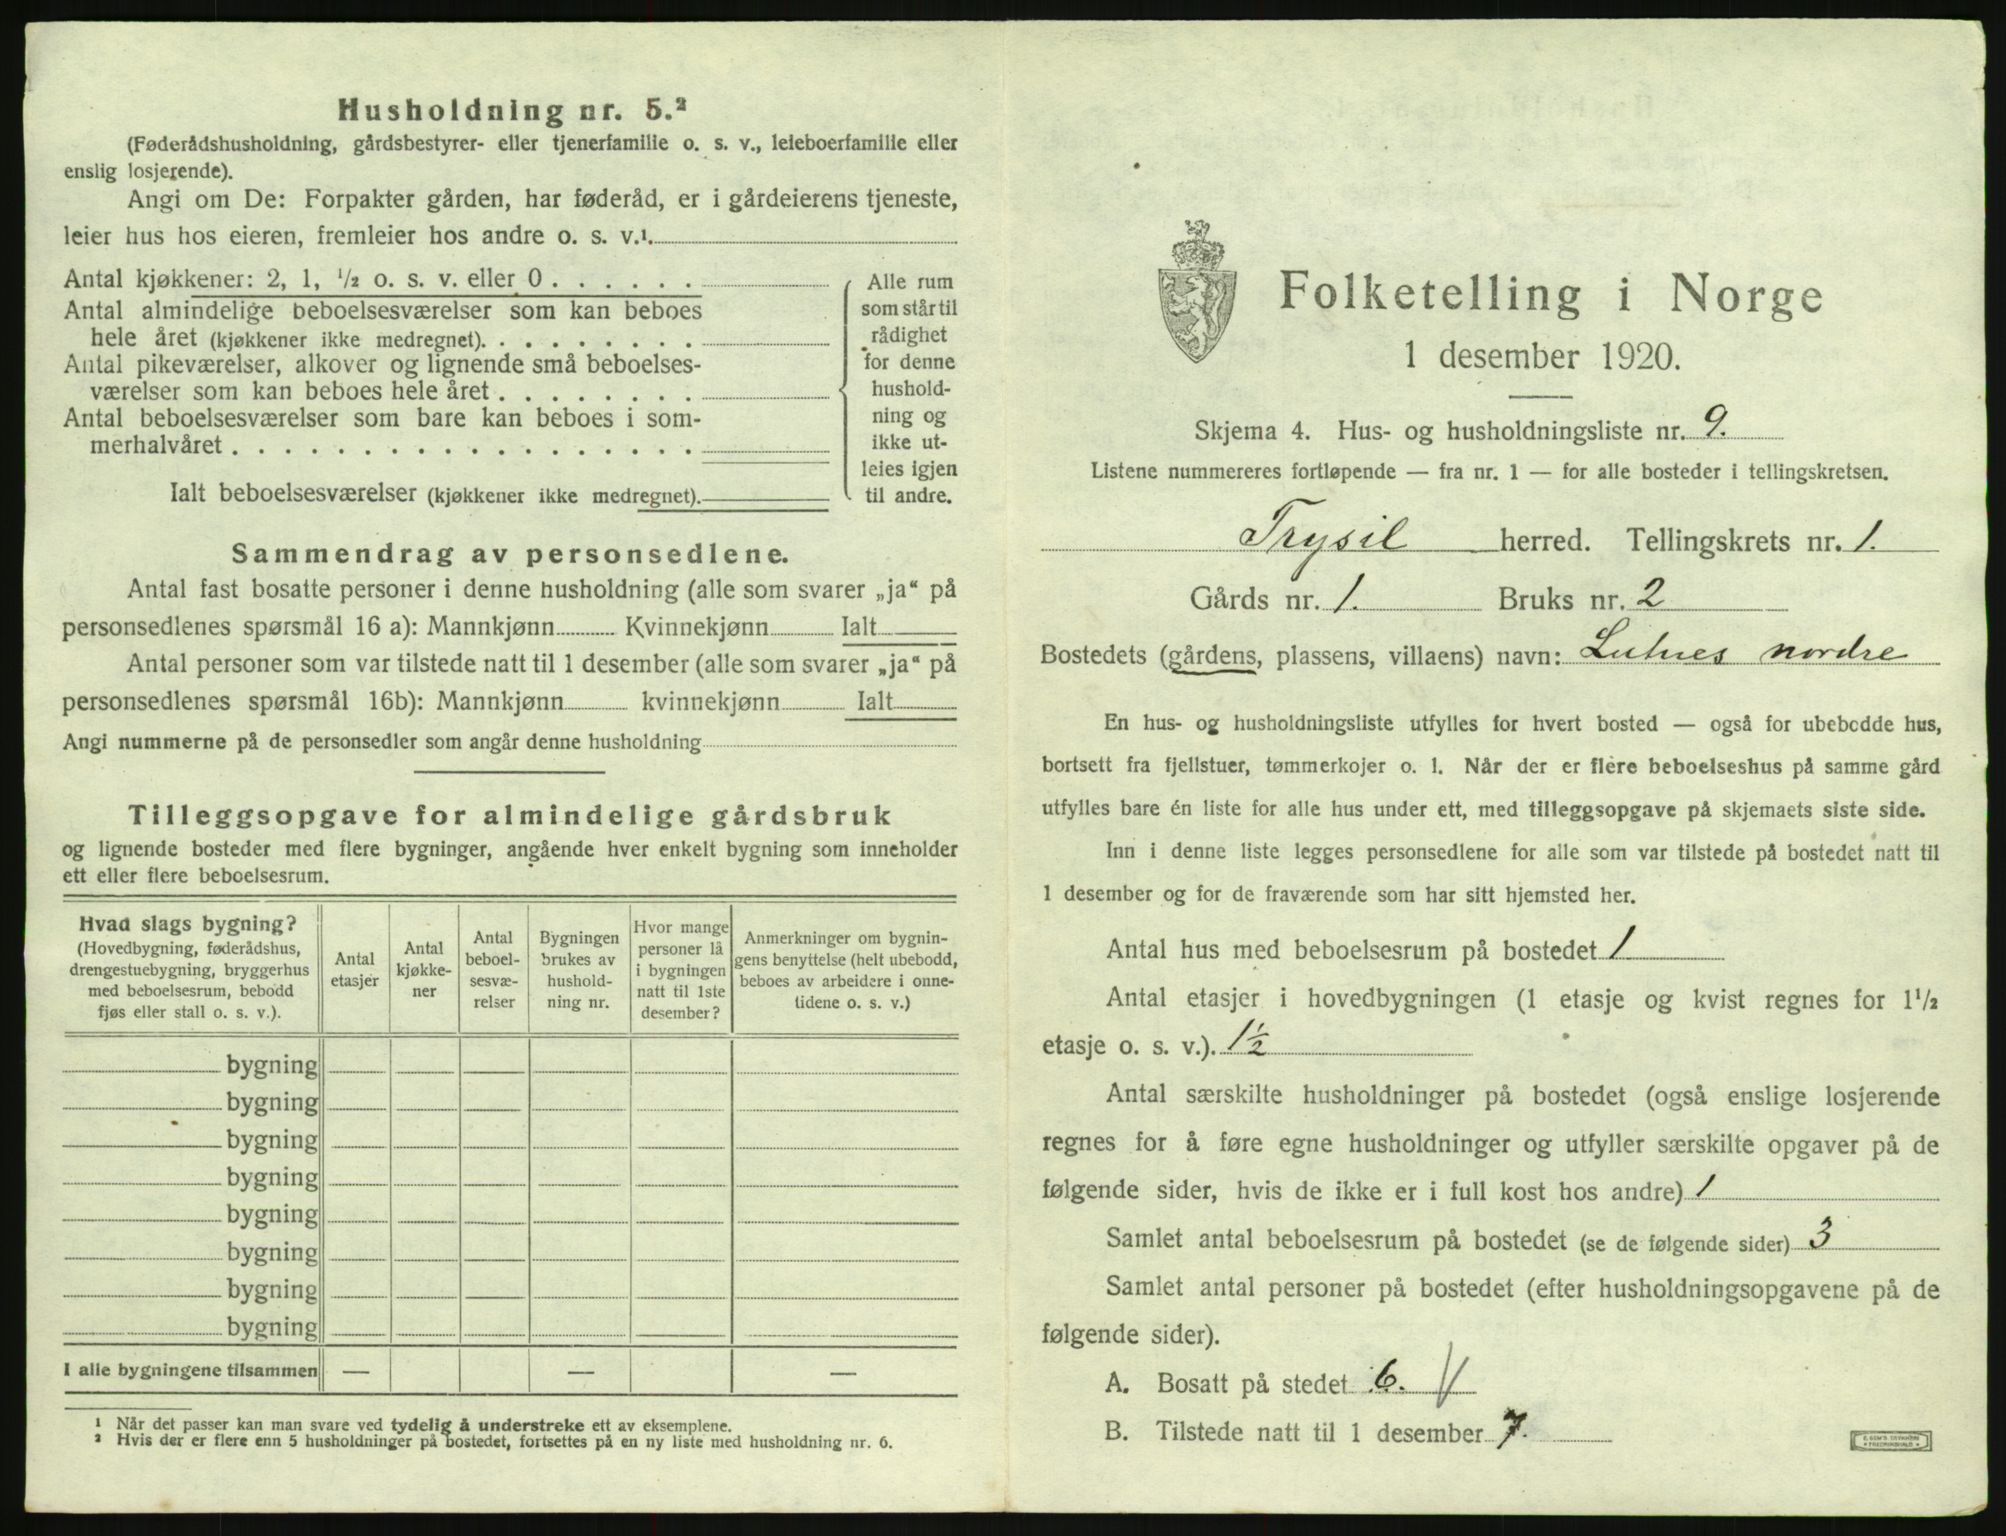 Husholdning nr. 5.²
(Føderådshusholdning, gårdsbestyrer- eller tjenerfamilie o. s. v., leieboerfamilie eller
enslig losjerende).
Angi om De: Forpakter gården, har føderåd, er i gårdeierens tjeneste,
leier hus hos eieren, fremleier hos andre o. s. v.¹.
Antal kjøkkener: 2, 1, ½ o. s. v. eller 0 . . . . . .
Antal almindelige beboelsesværelser som kan beboes
hele året (kjøkkener ikke medregnet). . . . . . . . .
Antal pikeværelser, alkover og lignende små beboelses-
værelser som kan beboes hele året . . . . . . . .
Antal beboelsesværelser som bare kan beboes i som-
merhalvåret . . . . . . . . . . . . . . . . . .
Ialt beboelsesværelser (kjøkkener ikke medregnet).
Alle rum
som står til
rådighet
for denne
hushold-
ning og
ikke ut-
leies igjen
til andre.
Sammendrag av personsedlene.
Antal fast bosatte personer i denne husholdning (alle som svarer „ja“ på
personsedlenes spørsmål 16 a): Mannkjønn Kvinnekjønn Ialt
Antal personer som var tilstede natt til 1 desember (alle som svarer „ja“ på
personsedlenes spørsmål 16b): Mannkjønn kvinnekjønn Ialt
Angi nummerne på de personsedler som angår denne husholdning
Tilleggsopgave for almindelige gårdsbruk
og lignende bosteder med flere bygninger, angående hver enkelt bygning som inneholder
ett eller flere beboelsesrum.
Hvad slags bygning?
(Hovedbygning, føderådshus,
drengestuebygning, bryggerhus
med beboelsesrum, bebodd
fjøs eller stall o. s. v.).
Antal
etasjer
Antal
kjøkke-
ner
Antal
beboel-
sesvæ-
relser
Bygningen
brukes av
hushold-
ning nr.
Hvor mange
personer lå
i bygningen
natt til 1ste
desember?
Anmerkninger om bygnin-
gens benyttelse (helt ubebodd,
beboes av arbeidere i onne-
tidene o. s. v.)
bygning
bygning
bygning
bygning
bygning
bygning
bygning
bygning
I alle bygningene tilsammen — — —
¹ Når det passer kan man svare ved tydelig å understreke ett av eksemplene.
² Hvis der er flere enn 5 husholdninger på bostedet, fortsettes på en ny liste med husholdning nr. 6.
Folketelling i Norge
1 desember 1920.
Skjema 4. Hus- og husholdningsliste nr. 9.
Listene nummereres fortløpende — fra nr. 1 — for alle bosteder i tellingskretsen.
Trysil herred. Tellingskrets nr. 1.
Gårds nr. 1. Bruks nr. 2
Bostedets (gårdens, plassens, villaens) navn: Lutnes nordre
En hus- og husholdningsliste utfylles for hvert bosted — også for ubebodde hus,
bortsett fra fjellstuer, tømmerkojer o. l. Når der er flere beboelseshus på samme gård
utfylles bare én liste for alle hus under ett, med tilleggsopgave på skjemaets siste side.
Inn i denne liste legges personsedlene for alle som var tilstede på bostedet natt til
1 desember og for de fraværende som har sitt hjemsted her.
Antal hus med beboelsesrum på bostedet 1
Antal etasjer i hovedbygningen (1 etasje og kvist regnes for 1½
etasje o. s. v.). 1½
Antal særskilte husholdninger på bostedet (også enslige losjerende
regnes for å føre egne husholdninger og utfyller særskilte opgaver på de
følgende sider, hvis de ikke er i full kost hos andre) 1
Samlet antal beboelsesrum på bostedet (se de følgende sider) 3
Samlet antal personer på bostedet (efter husholdningsopgavene på de
følgende sider).
A. Bosatt på stedet 6.
B. Tilstede natt til 1 desember 7.